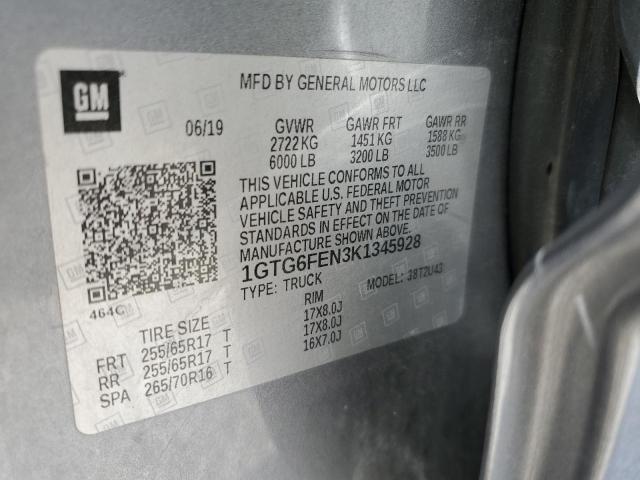 GM
MFD BY GENERAL MOTORS LLC
06/19 GVWR GAWR FRT GAWR RR
2722 KG 1451 KG 1588 KG
6000 LB 3200 LB 3500 LB
THIS VEHICLE CONFORMS TO ALL
APPLICABLE U.S. FEDERAL MOTOR
VEHICLE SAFETY AND THEFT PREVENTION
STANDARDS IN EFFECT ON THE DATE OF
MANUFACTURE SHOWN ABOVE.
1GTG6FEN3K1345928
TYPE: TRUCK MODEL: 38T2U43
464C
TIRE SIZE RIM
FRT 255/65R17 T 17X8.0J
RR 255/65R17 T 17X8.0J
SPA 265/70R16 T 16X7.0J